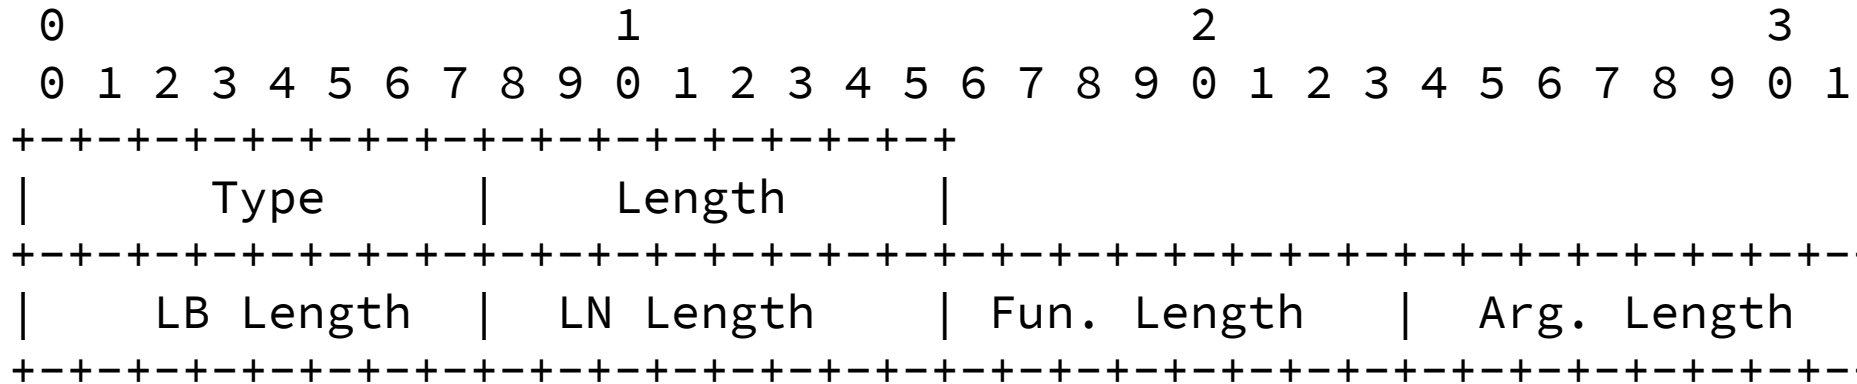 0                   1                   2                   3
 0 1 2 3 4 5 6 7 8 9 0 1 2 3 4 5 6 7 8 9 0 1 2 3 4 5 6 7 8 9 0 1
+-+-+-+-+-+-+-+-+-+-+-+-+-+-+-+-+
|      Type     |    Length     |
+-+-+-+-+-+-+-+-+-+-+-+-+-+-+-+-+-+-+-+-+-+-+-+-+-+-+-+-+-+-+-+-
|    LB Length  |  LN Length    | Fun. Length   |  Arg. Length
+-+-+-+-+-+-+-+-+-+-+-+-+-+-+-+-+-+-+-+-+-+-+-+-+-+-+-+-+-+-+-+-